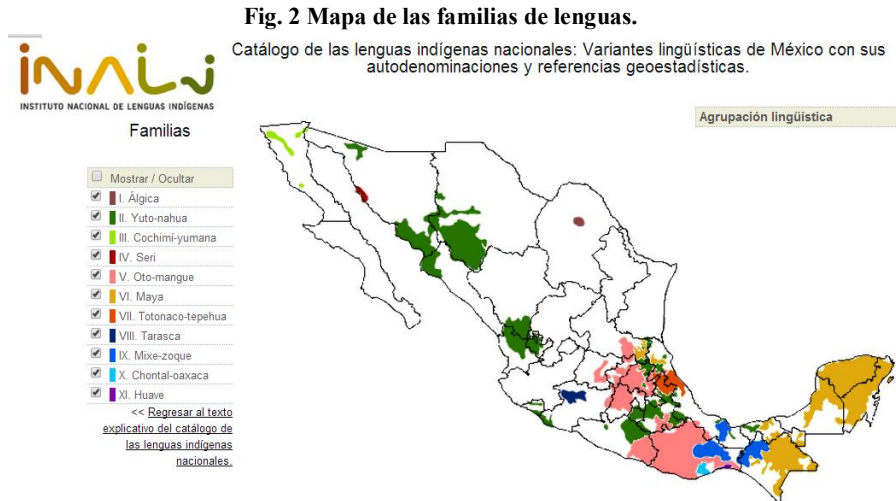 Fig. 2 Mapa de las familias de lenguas.
iNALi
INSTITUTO NACIONAL DE LENGUAS INDÍGENAS
Catálogo de las lenguas indígenas nacionales: Variantes lingüísticas de México con sus
autodenominaciones y referencias geoestadísticas.
Agrupación lingüística
Familias
Mostrar / Ocultar
I. Álgica
II. Yuto-nahua
III. Cochimí-yumana
IV. Seri
V. Oto-mangue
VI. Maya
VII. Totonaco-tepehua
VIII. Tarasca
IX. Mixe-zoque
X. Chontal-oaxaca
XI. Huave
<< Regresar al texto
explicativo del catálogo de
las lenguas indígenas
nacionales.